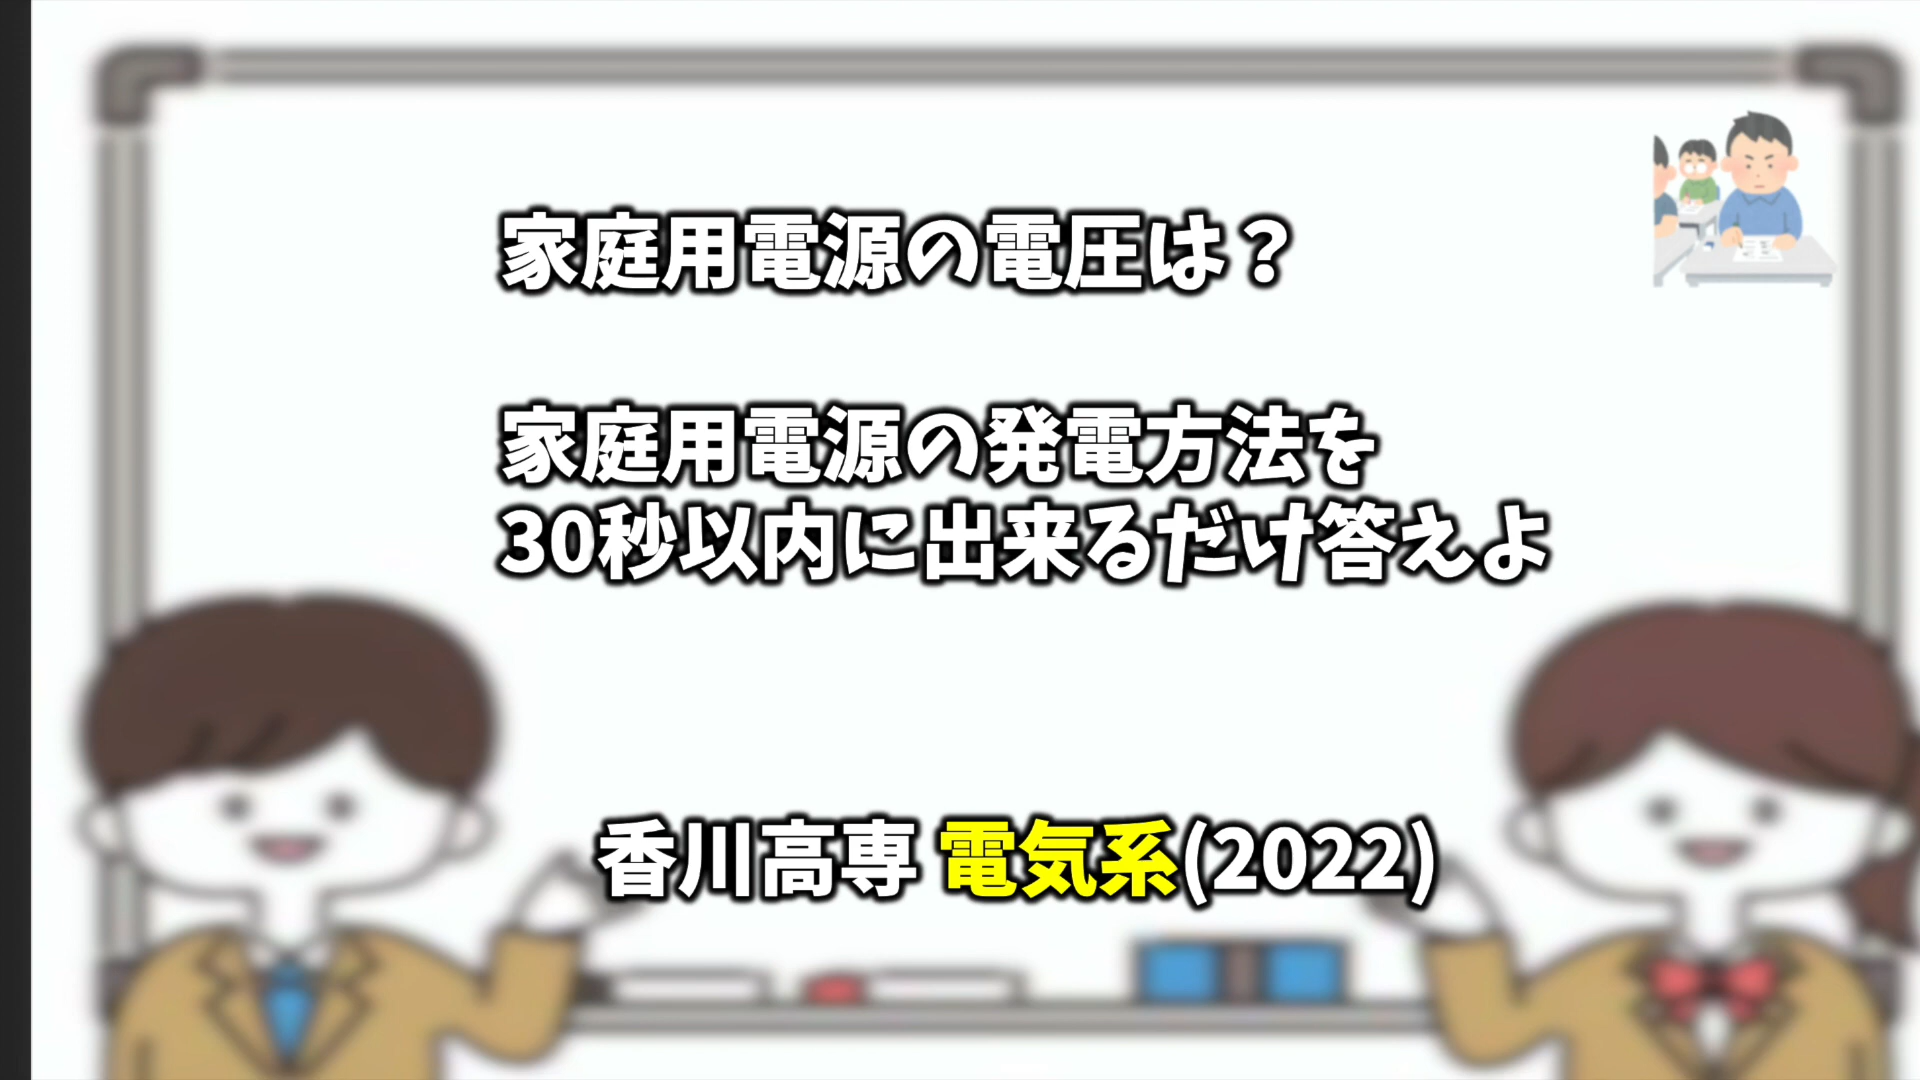 家庭用電源の電圧は？
家庭用電源の発電方法を
30秒以内に出来るだけ答えよ
香川高専 電気系(2022)